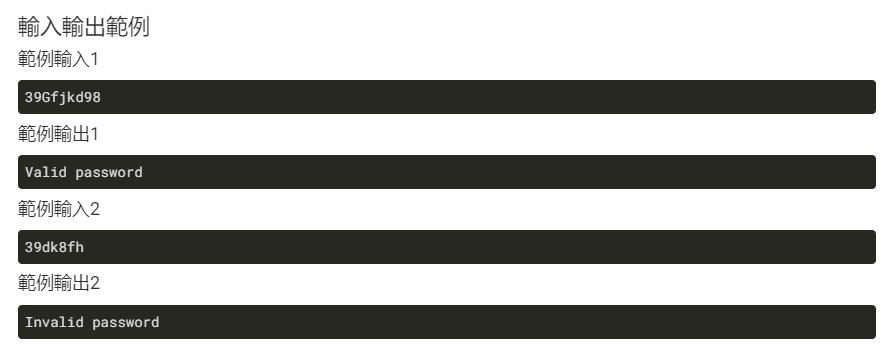 輸入輸出範例
範例輸入1
39Gfjkd98
範例輸出1
Valid password
範例輸入2
39dk8fh
範例輸出2
Invalid password